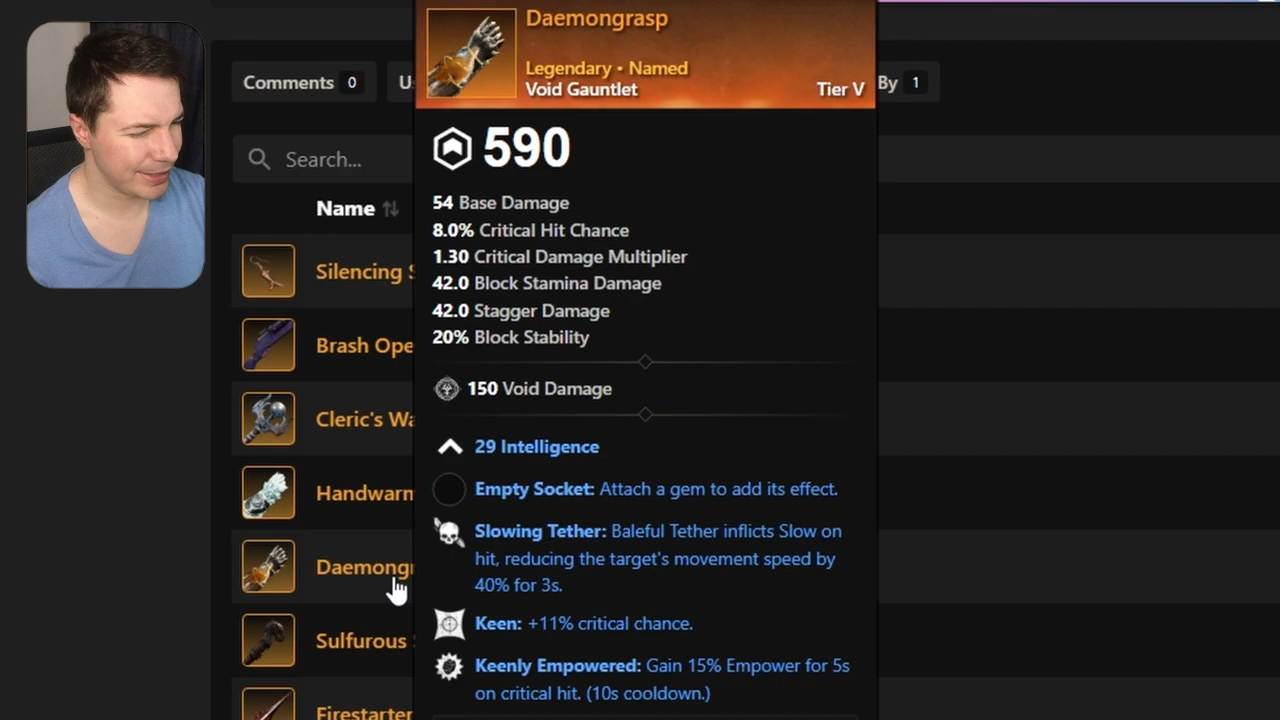 Daemongrasp
Legendary • Named
Void Gauntlet
Tier V
Comments 0
By 1
590
Search...
54 Base Damage
Name
8.0% Critical Hit Chance
1.30 Critical Damage Multiplier
42.0 Block Stamina Damage
Silencing
42.0 Stagger Damage
20% Block Stability
Brash
150 Void Damage
Cleric's
29 Intelligence
Empty Socket: Attach a gem to add its effect.
Slowing Tether: Baleful Tether inflicts Slow on
hit, reducing the target's movement speed by
40% for 3s.
Keen: +11% critical chance.
Sulfurous
Keenly Empowered: Gain 15% Empower for 5s
on critical hit. (10s cooldown.)
Firestarter